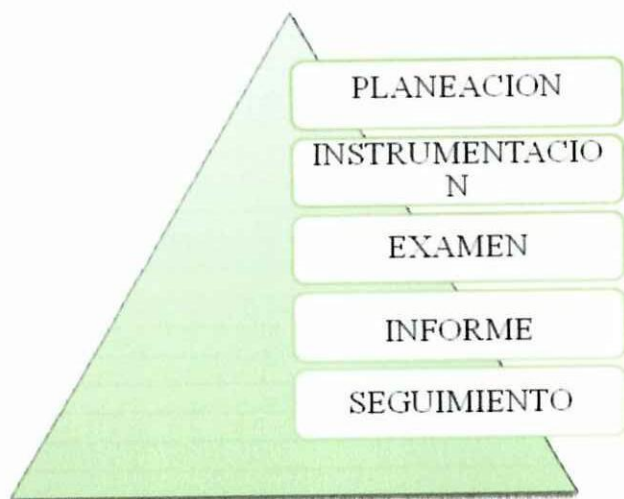 PLANEACION
INSTRUMENTACIO
N
EXAMEN
INFORME
SEGUIMIENTO